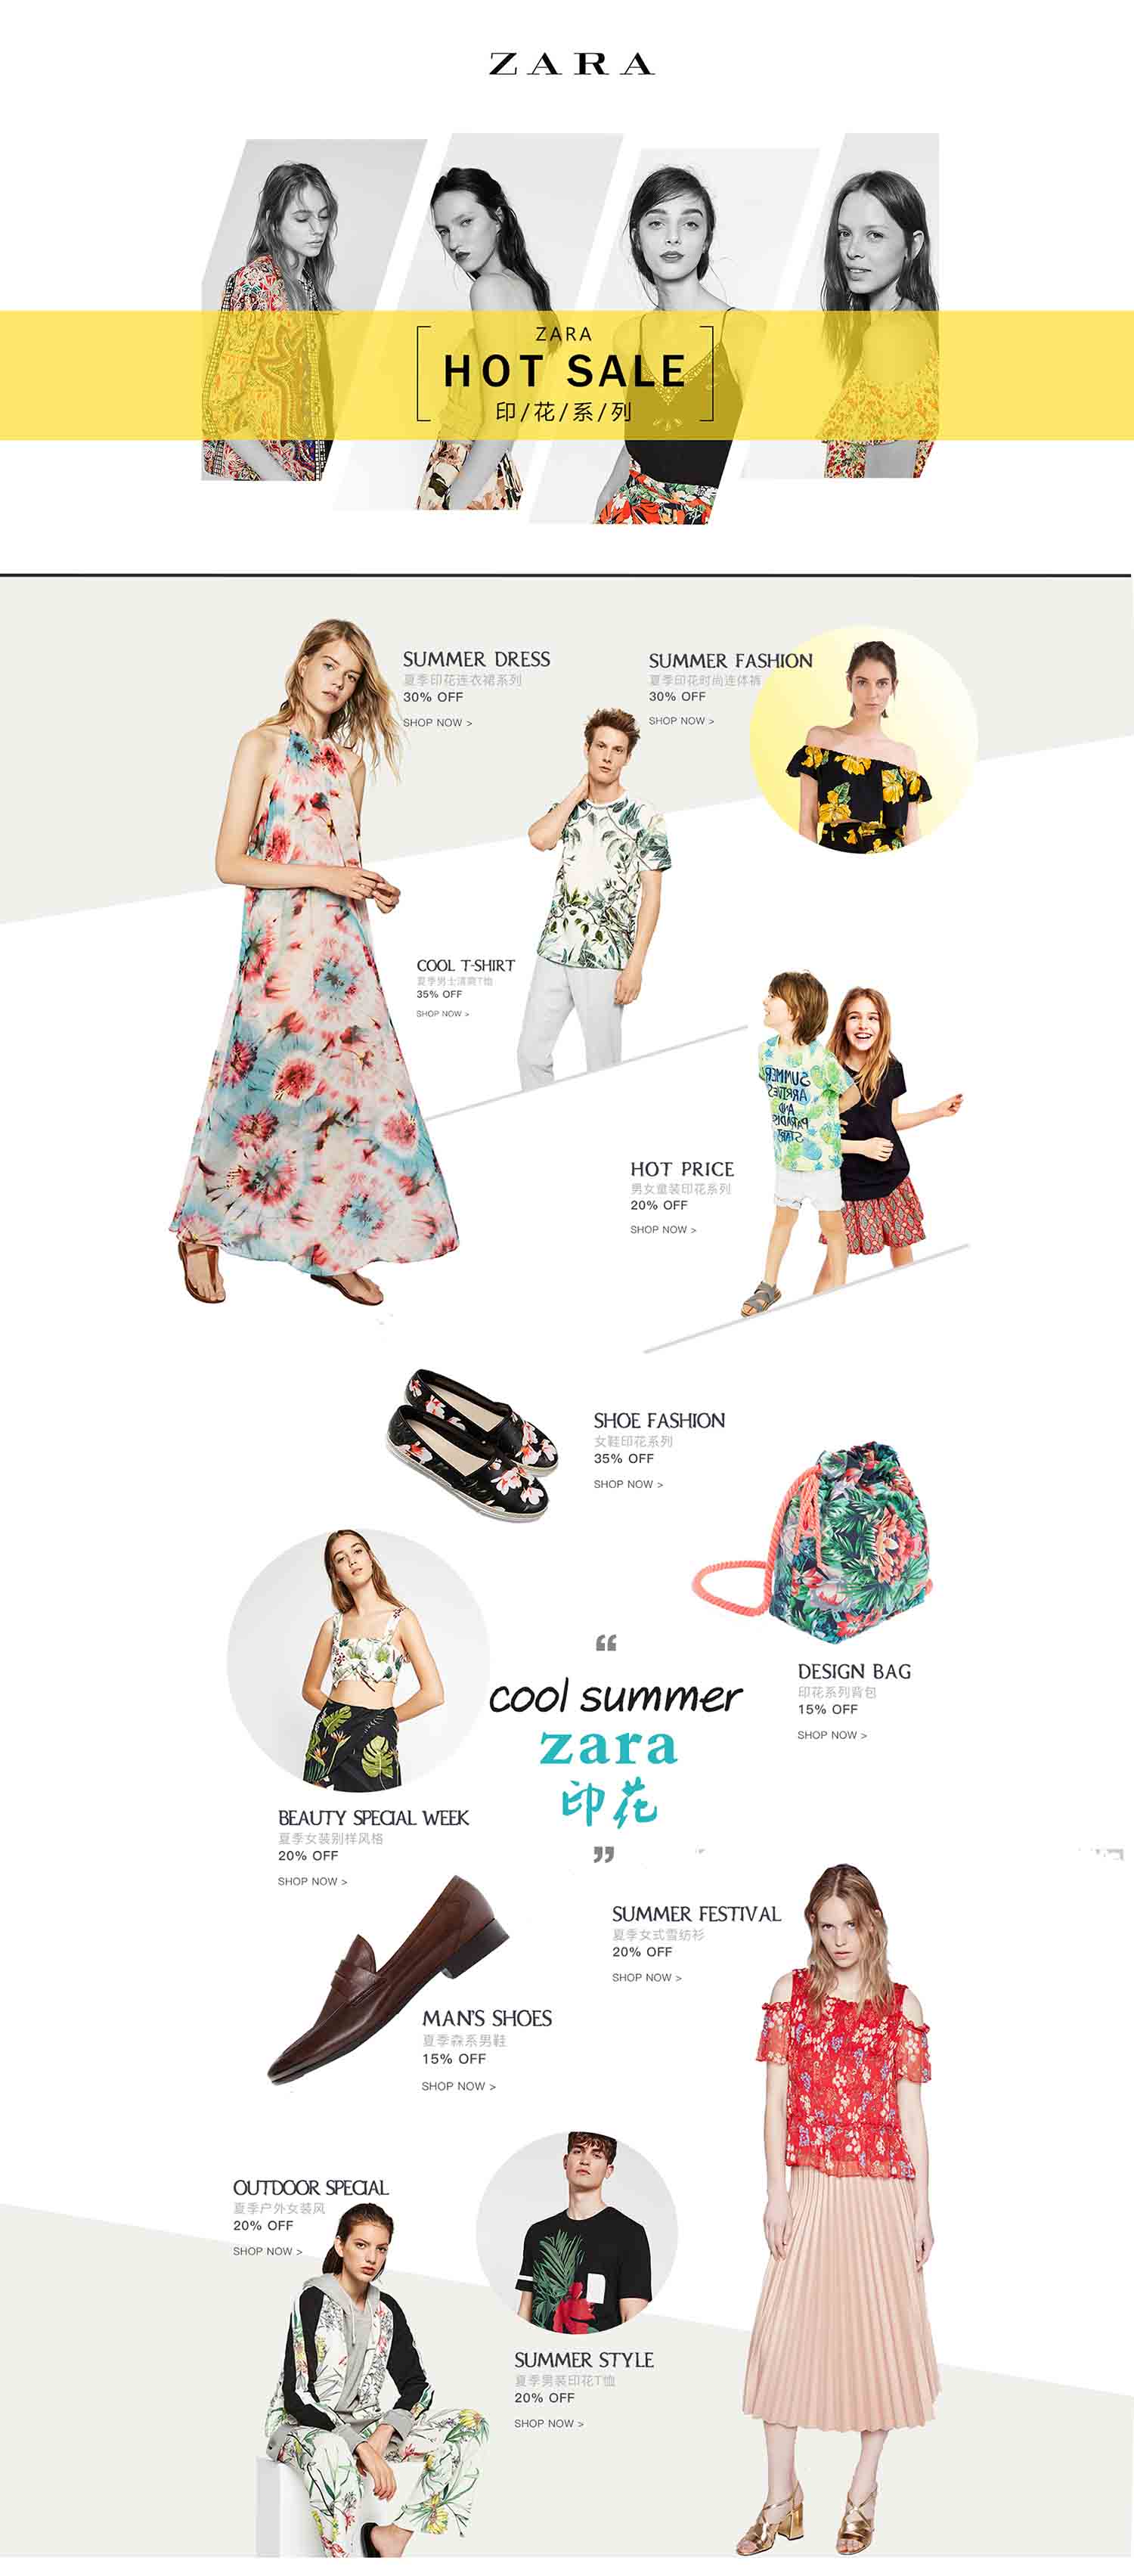 ZARA
ZARA
HOT SALE
印/花/系/列
SUMMER DRESS
夏季印花连衣裙系列
30% OFF
SHOP NOW >
SUMMER FASHION
夏季印花时尚连体裤
30% OFF
SHOP NOW >
COOL T-SHIRT
夏季男士清爽T恤
35% OFF
SHOP NOW >
SUMMER
ARRIVES
AND
PARADISE
START
HOT PRICE
男女童装印花系列
20% OFF
SHOP NOW >
SHOE FASHION
女鞋印花系列
35% OFF
SHOP NOW >
DESIGN BAG
印花系列背包
15% OFF
SHOP NOW >
“
cool summer
zara
印花
”
BEAUTY SPECIAL WEEK
夏季女装别样风格
20% OFF
SHOP NOW >
SUMMER FESTIVAL
夏季女式雪纺衫
20% OFF
SHOP NOW >
MAN'S SHOES
夏季森系男鞋
15% OFF
SHOP NOW >
OUTDOOR SPECIAL
夏季户外女装风
20% OFF
SHOP NOW >
SUMMER STYLE
夏季男装印花T恤
20% OFF
SHOP NOW >